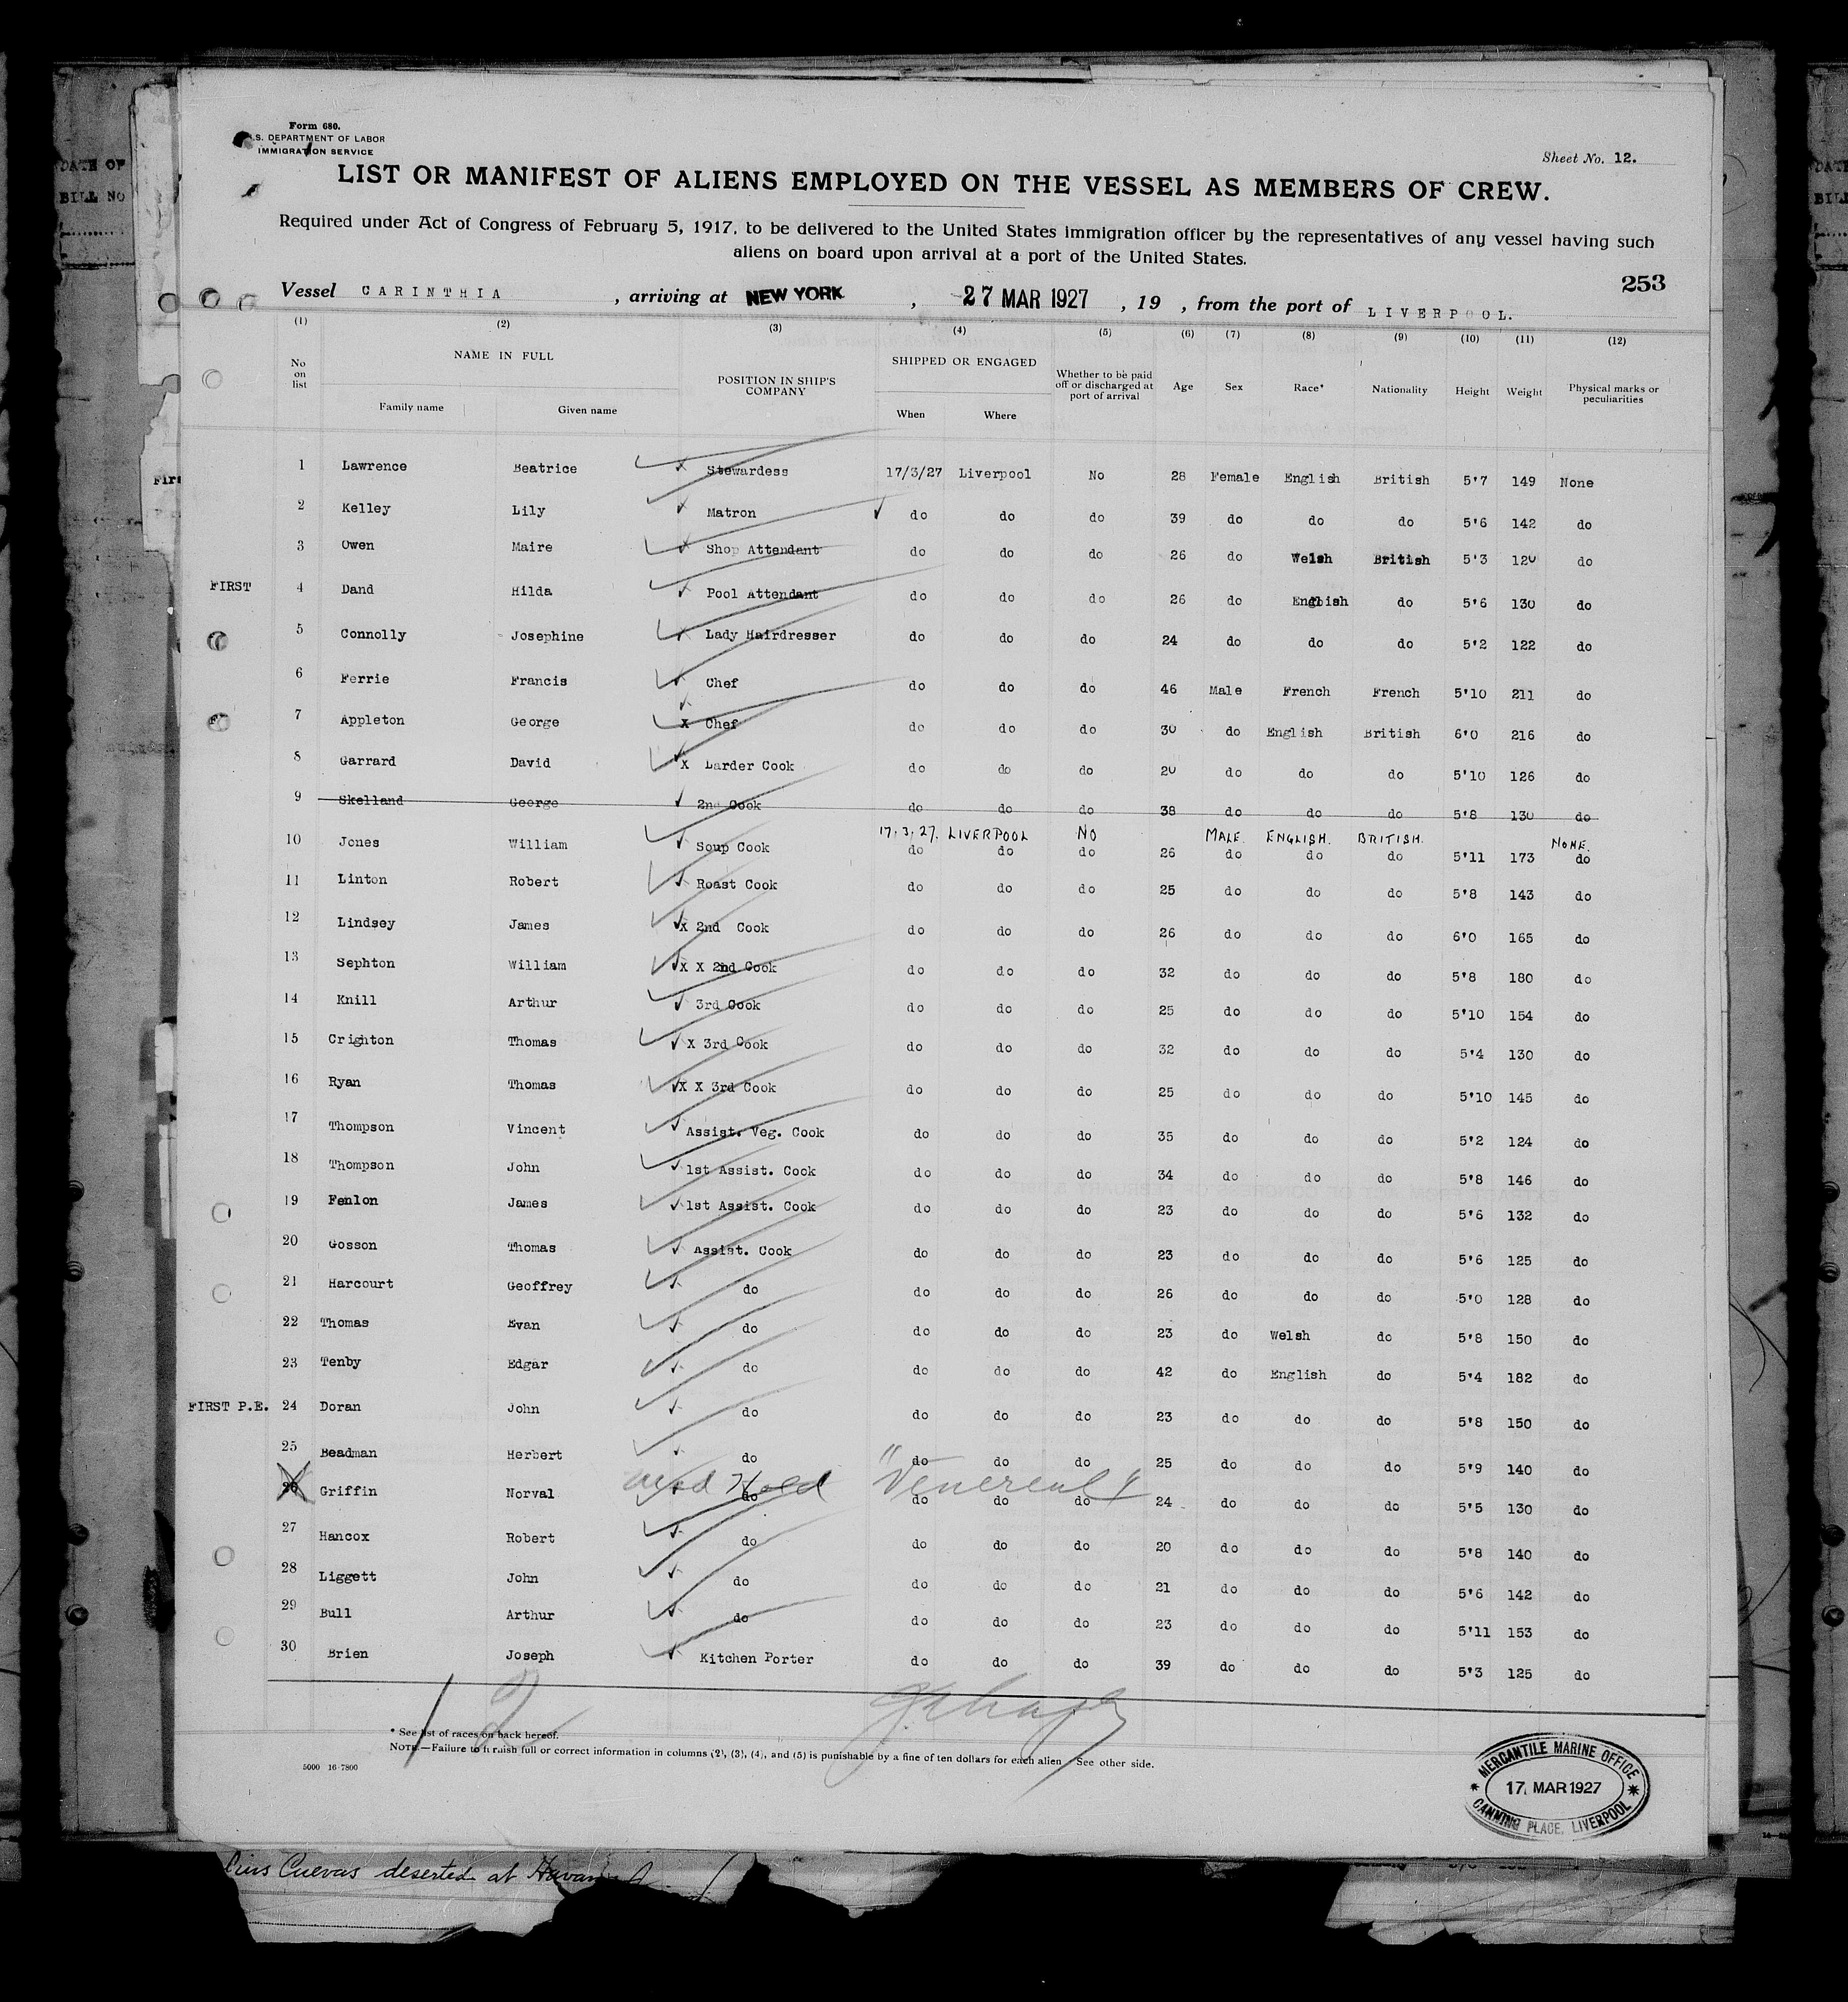 Form 680.
U.S. DEPARTMENT OF LABOR
IMMIGRATION SERVICE
Sheet No. 12.
LIST OR MANIFEST OF ALIENS EMPLOYED ON THE VESSEL AS MEMBERS OF CREW.
Required under Act of Congress of February 5, 1917, to be delivered to the United States immigration officer by the representatives of any vessel having such
aliens on board upon arrival at a port of the United States.
253
Vessel CARINTHIA , arriving at NEW YORK , 27 MAR 1927 , 19 , from the port of LIVERPOOL.
(1) (2) (3) (4) (5) (6) (7) (8) (9) (10) (11) (12)
No on list NAME IN FULL POSITION IN SHIP'S COMPANY SHIPPED OR ENGAGED Whether to be paid off or discharged at port of arrival Age Sex Race* Nationality Height Weight Physical marks or peculiarities
Family name Given name When Where
1 Lawrence Beatrice Stewardess 17/3/27 Liverpool No 28 Female English British 5'7 149 None
2 Kelley Lily Matron do do do 39 do do do 5'6 142 do
3 Owen Maire Shop Attendant do do do 26 do Welsh British 5'3 120 do
FIRST 4 Dand Hilda Pool Attendant do do do 26 do English do 5'6 130 do
5 Connolly Josephine Lady Hairdresser do do do 24 do do do 5'2 122 do
6 Ferrie Francis Chef do do do 46 Male French French 5'10 211 do
7 Appleton George X Chef do do do 30 do English British 6'0 216 do
8 Garrard David X Larder Cook do do do 20 do do do 5'10 126 do
9 Skelland George 2nd Cook do do do 38 do do do 5'8 130 do
17.3.27. LIVERPOOL NO MALE. ENGLISH. BRITISH. NONE.
10 Jones William Soup Cook do do do 26 do do do 5'11 173 do
11 Linton Robert Roast Cook do do do 25 do do do 5'8 143 do
12 Lindsey James X 2nd Cook do do do 26 do do do 6'0 165 do
13 Sephton William X X 2nd Cook do do do 32 do do do 5'8 180 do
14 Knill Arthur 3rd Cook do do do 25 do do do 5'10 154 do
15 Crighton Thomas X 3rd Cook do do do 32 do do do 5'4 130 do
16 Ryan Thomas X X 3rd Cook do do do 25 do do do 5'10 145 do
17 Thompson Vincent Assist. Veg. Cook do do do 35 do do do 5'2 124 do
18 Thompson John 1st Assist. Cook do do do 34 do do do 5'8 146 do
19 Fenlon James 1st Assist. Cook do do do 23 do do do 5'6 132 do
20 Gosson Thomas Assist. Cook do do do 23 do do do 5'6 125 do
21 Harcourt Geoffrey do do do do 26 do do do 5'0 128 do
22 Thomas Evan do do do do 23 do Welsh do 5'8 150 do
23 Tenby Edgar do do do do 42 do English do 5'4 182 do
FIRST P.E. 24 Doran John do do do do 23 do do do 5'8 150 do
25 Beadman Herbert do do do do 25 do do do 5'9 140 do
Med Held "Venereal"
26 Griffin Norval do do do do 24 do do do 5'5 130 do
27 Hancox Robert do do do do 20 do do do 5'8 140 do
28 Liggett John do do do do 21 do do do 5'6 142 do
29 Bull Arthur do do do do 23 do do do 5'11 153 do
30 Brien Joseph Kitchen Porter do do do 39 do do do 5'3 125 do
* See list of races on back hereof.
NOTE.—Failure to furnish full or correct information in columns (2), (3), (4), and (5) is punishable by a fine of ten dollars for each alien. See other side.
5000 16-7800
MERCANTILE MARINE OFFICE
17 MAR 1927
CANNING PLACE, LIVERPOOL
Cuevas deserted at
DATE OF
BILL NO